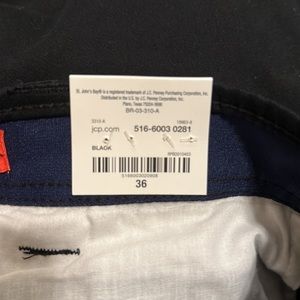 St. John's Bay® is a registered trademark of J.C. Penney Purchasing Corporation, Inc.
Distributed in the U.S. by J.C. Penney Corporation, Inc.
Plano, Texas 75024-3698
BR-03-310-A
3310-A
jcp.com 516-6003 0281
BLACK
36